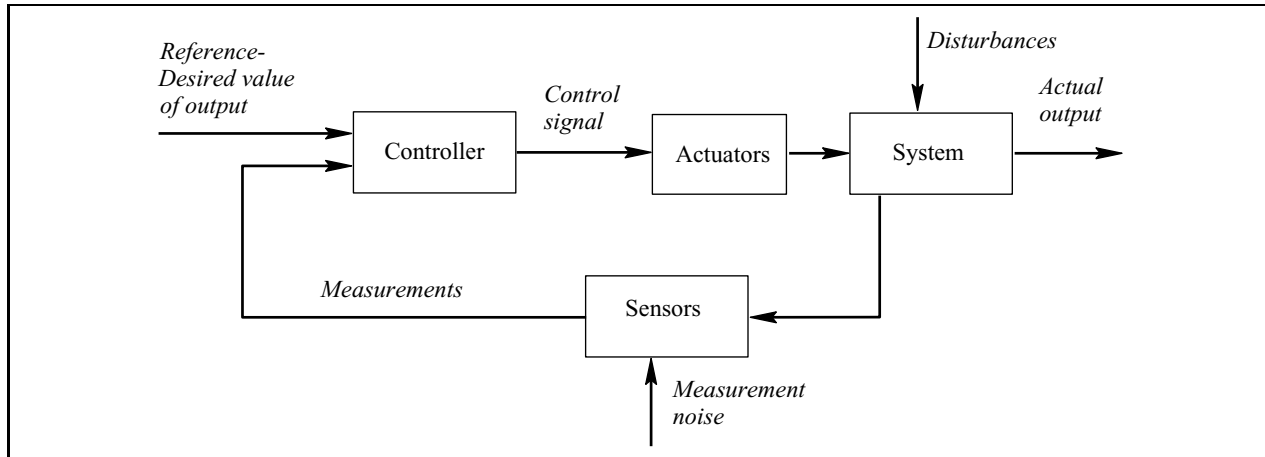 Reference-
Desired value
of output
Controller
Control
signal
Actuators
Disturbances
System
Actual
output
Measurements
Sensors
Measurement
noise